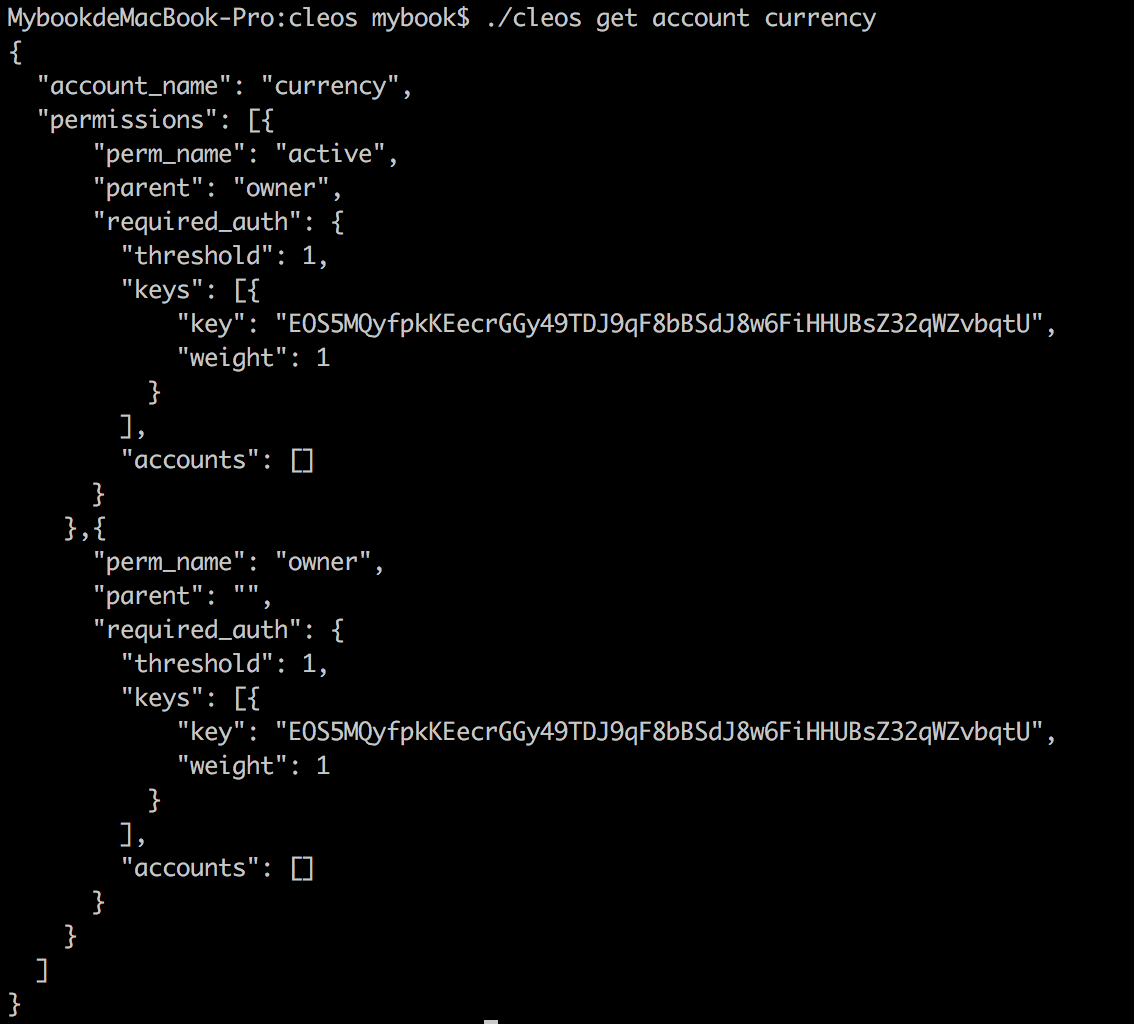 MybookdeMacBook-Pro:cleos mybook$ ./cleos get account currency
{
  "account_name": "currency",
  "permissions": [{
      "perm_name": "active",
      "parent": "owner",
      "required_auth": {
        "threshold": 1,
        "keys": [{
            "key": "EOS5MQyfpkKEecrGGy49TDJ9qF8bBSdJ8w6FiHHUBsZ32qWZvbqtU",
            "weight": 1
          }
        ],
        "accounts": []
      }
    },{
      "perm_name": "owner",
      "parent": "",
      "required_auth": {
        "threshold": 1,
        "keys": [{
            "key": "EOS5MQyfpkKEecrGGy49TDJ9qF8bBSdJ8w6FiHHUBsZ32qWZvbqtU",
            "weight": 1
          }
        ],
        "accounts": []
      }
    }
  ]
}